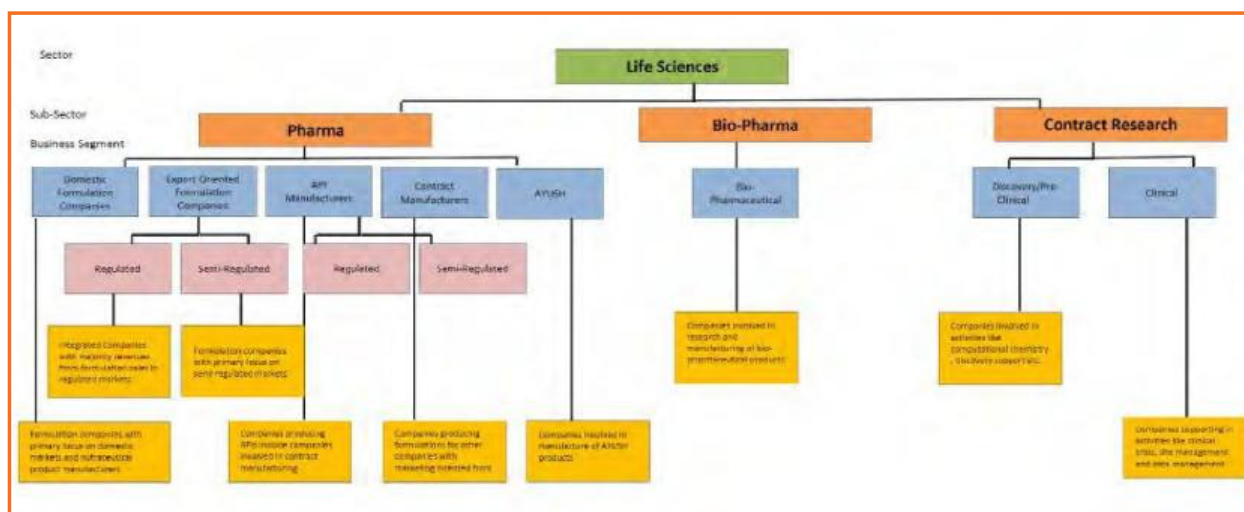 Sector
Life Sciences
Sub-Sector
Pharma
Bio-Pharma
Contract Research
Business Segment
Domestic
Formulation
Companies
Export Oriented
Formulation
Companies
API
Manufacturers
Contract
Manufacturers
AYUSH
Bio-
Pharmaceutical
Discovery/Pre
Clinical
Clinical
Regulated
Semi-Regulated
Regulated
Semi-Regulated
Integrated Companies
with majority revenues
from formulation sales in
regulated markets
Formulation companies
with primary focus on
semi regulated markets
Companies involved in
research and
manufacturing of bio-
products
Companies involved in
activities like
computational chemistry
, discovery support etc.
Formulation companies with
primary focus on domestic
markets and nutraceutical
product manufacturers
Companies producing
APIs include companies
involved in contract
manufacturing
Companies producing
formulations for other
companies with
marketing oriented front
Companies involved in
manufacture of
products
Companies supporting in
activities like clinical
trials, site management
and data management